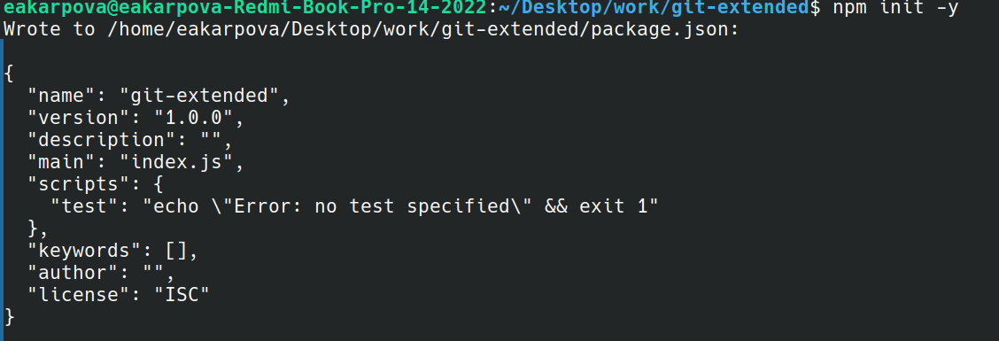 eakarpova@eakarpova-Redmi-Book-Pro-14-2022:~/Desktop/work/git-extended$ npm init -y
Wrote to /home/eakarpova/Desktop/work/git-extended/package.json:
{
  "name": "git-extended",
  "version": "1.0.0",
  "description": "",
  "main": "index.js",
  "scripts": {
    "test": "echo \"Error: no test specified\" && exit 1"
  },
  "keywords": [],
  "author": "",
  "license": "ISC"
}